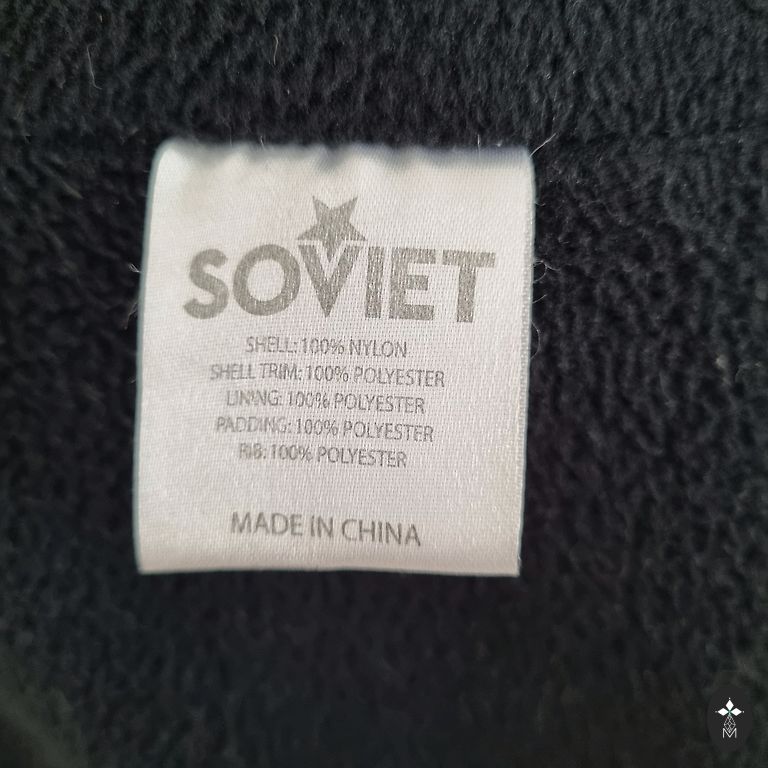 SOVIET
SHELL: 100% NYLON
SHELL TRIM: 100% POLYESTER
LINING: 100% POLYESTER
PADDING: 100% POLYESTER
RIB: 100% POLYESTER
MADE IN CHINA
M